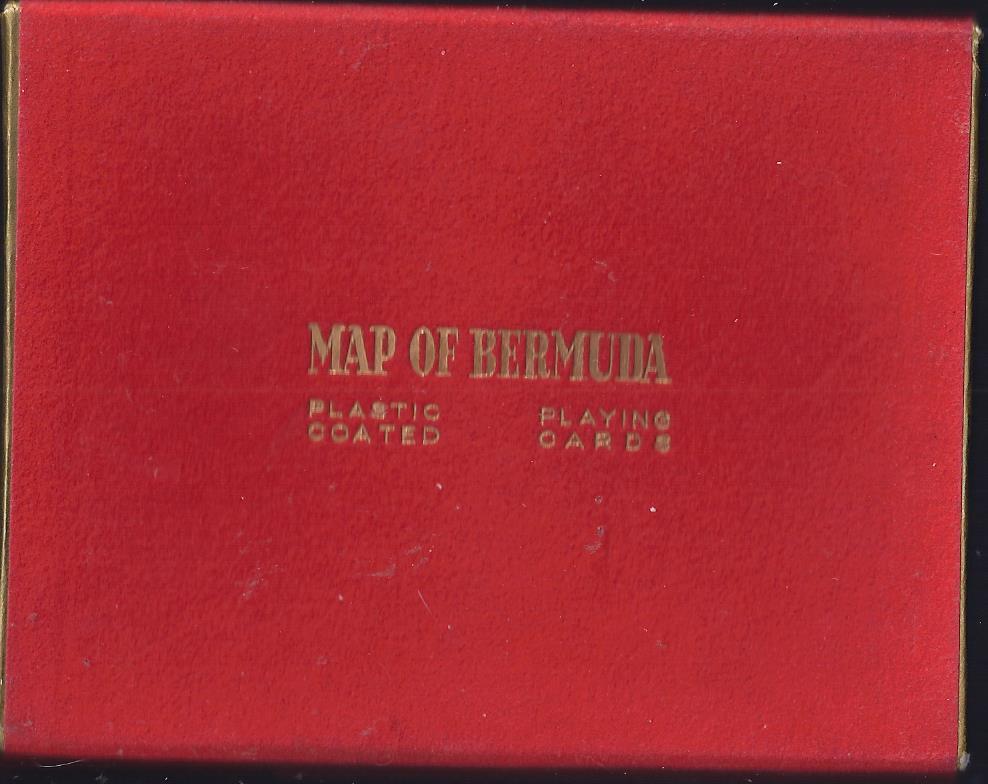 MAP OF BERMUDA
PLASTIC PLAYING
COATED CARDS